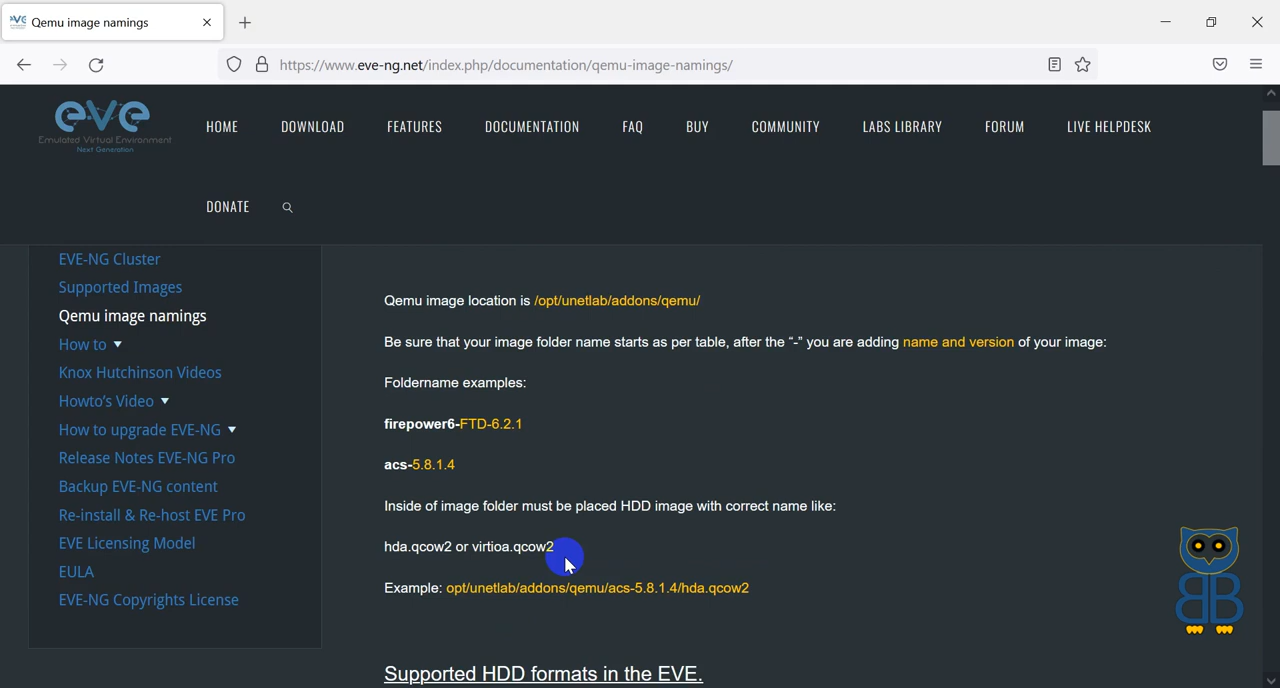 Qemu image namings
https://www.eve-ng.net/index.php/documentation/qemu-image-namings/
eve
Emulated Virtual Environment
Next Generation
HOME
DOWNLOAD
FEATURES
DOCUMENTATION
FAQ
BUY
COMMUNITY
LABS LIBRARY
FORUM
LIVE HELPDESK
DONATE
EVE-NG Cluster
Supported Images
Qemu image namings
How to
Knox Hutchinson Videos
Howto's Video
How to upgrade EVE-NG
Release Notes EVE-NG Pro
Backup EVE-NG content
Re-install & Re-host EVE Pro
EVE Licensing Model
EULA
EVE-NG Copyrights License
Qemu image location is /opt/unetlab/addons/qemu/
Be sure that your image folder name starts as per table, after the “-” you are adding name and version of your image:
Foldername examples:
firepower6-FTD-6.2.1
acs-5.8.1.4
Inside of image folder must be placed HDD image with correct name like:
hda.qcow2 or virtioa.qcow2
Example: opt/unetlab/addons/qemu/acs-5.8.1.4/hda.qcow2
Supported HDD formats in the EVE.
BB